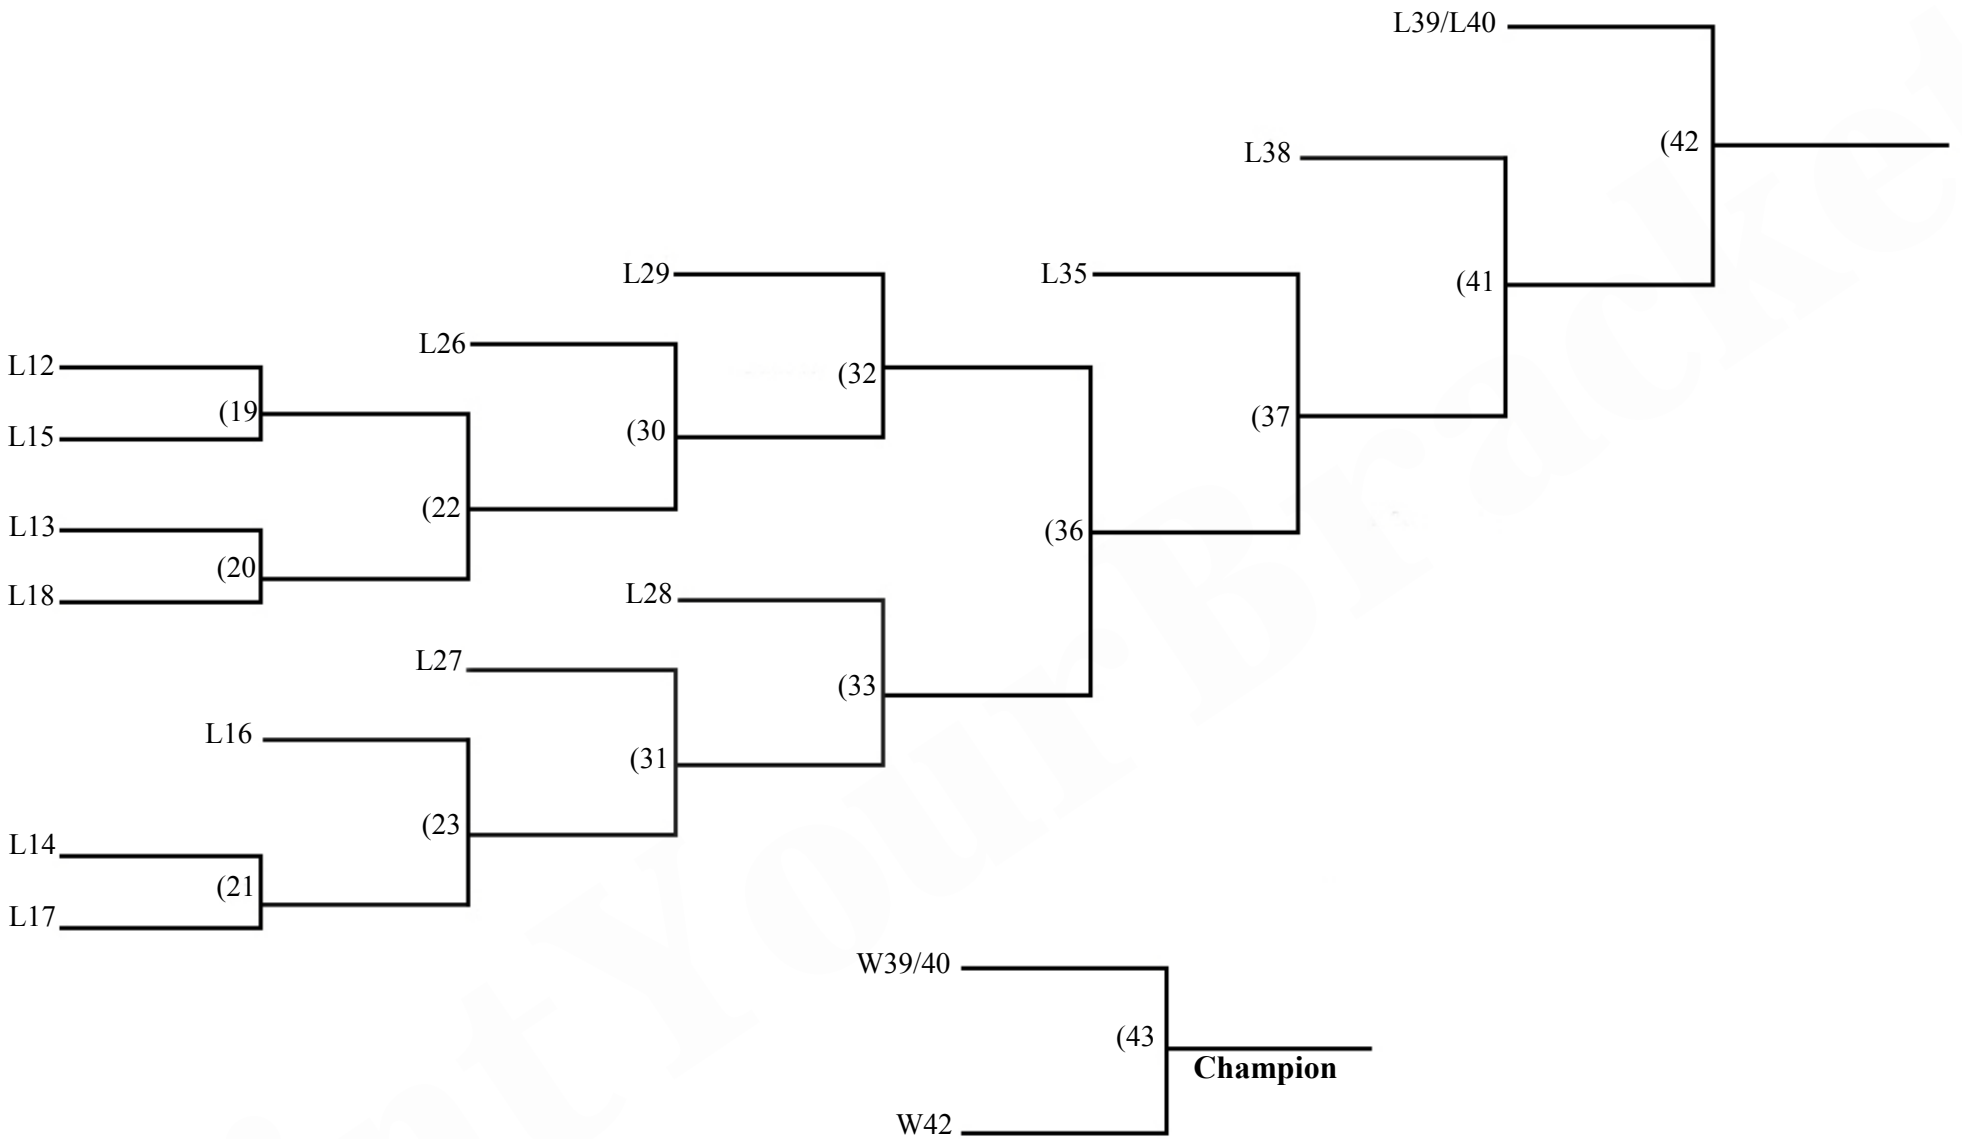 L39/L40
(42
L38
L29
L35
(41
L26
L12
(32
(19
(37
L15
(30
(22
L13
(36
(20
L18
L28
L27
(33
L16
(31
(23
L14
(21
L17
W39/40
(43
Champion
W42
PrintYourBracket